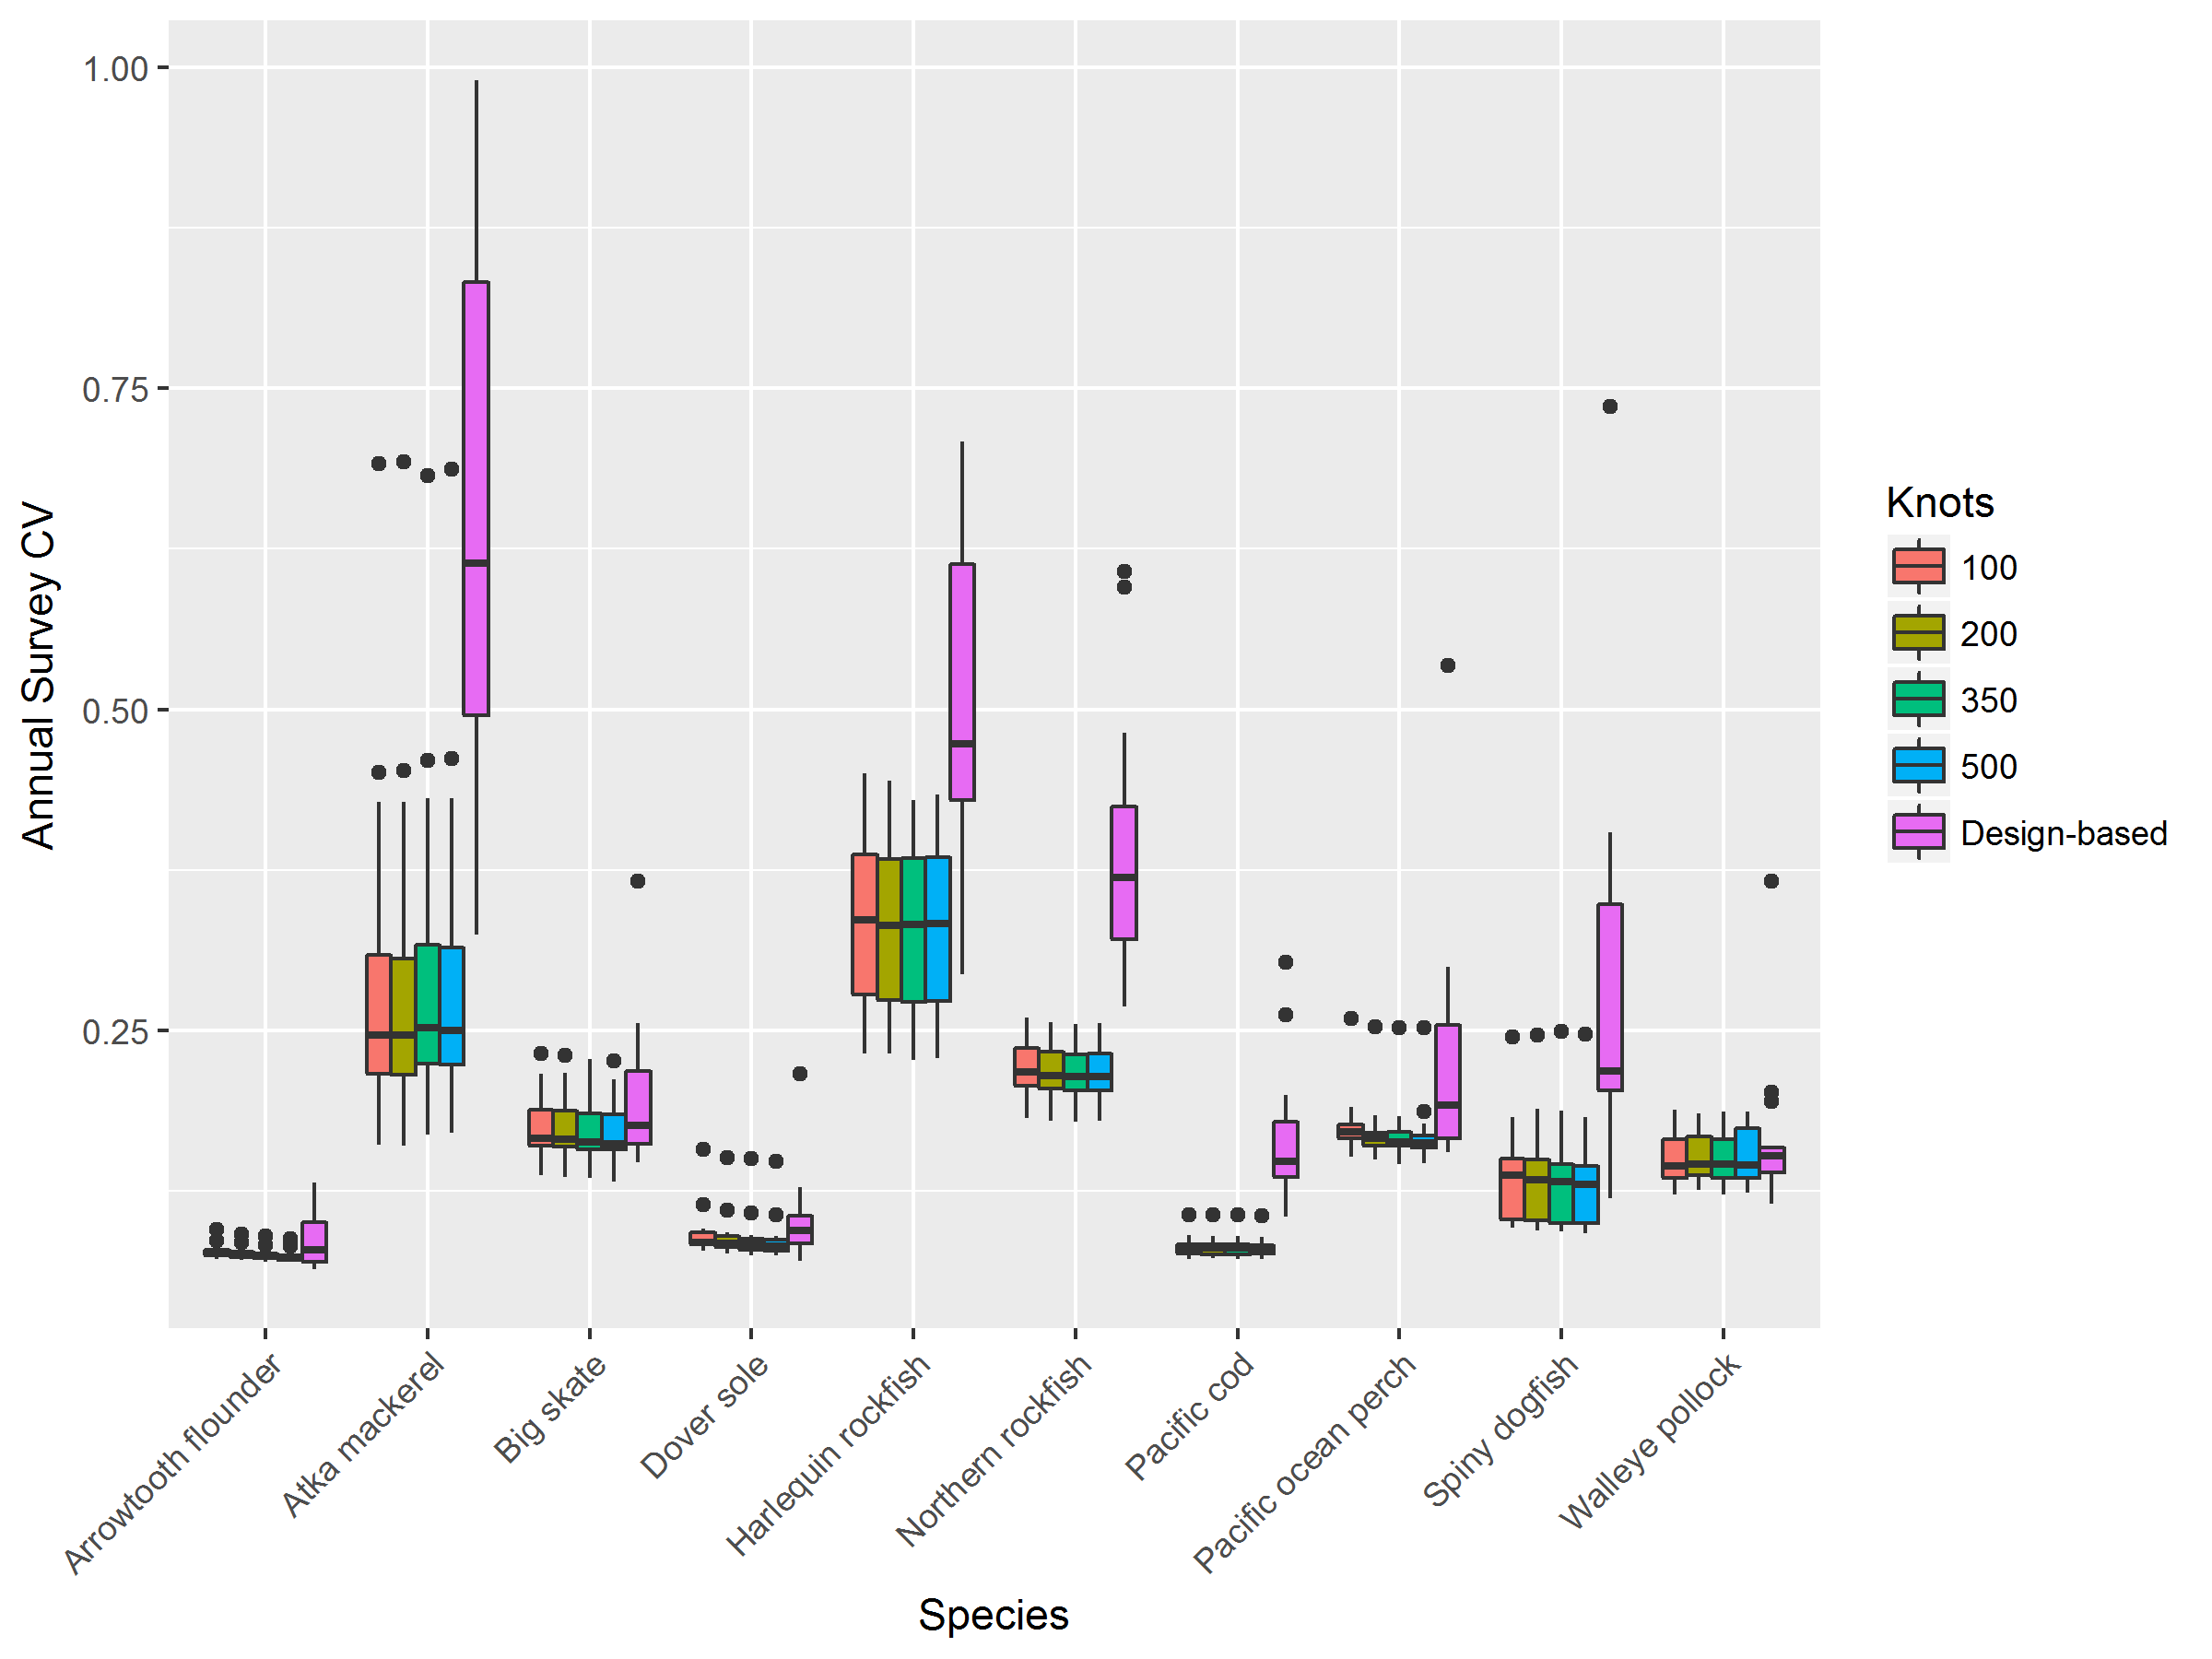 Annual Survey CV
1.00
0.75
0.50
0.25
Arrowtooth flounder
Atka mackerel
Big skate
Dover sole
Harlequin rockfish
Northern rockfish
Pacific cod
Pacific ocean perch
Spiny dogfish
Walleye pollock
Species
Knots
100
200
350
500
Design-based